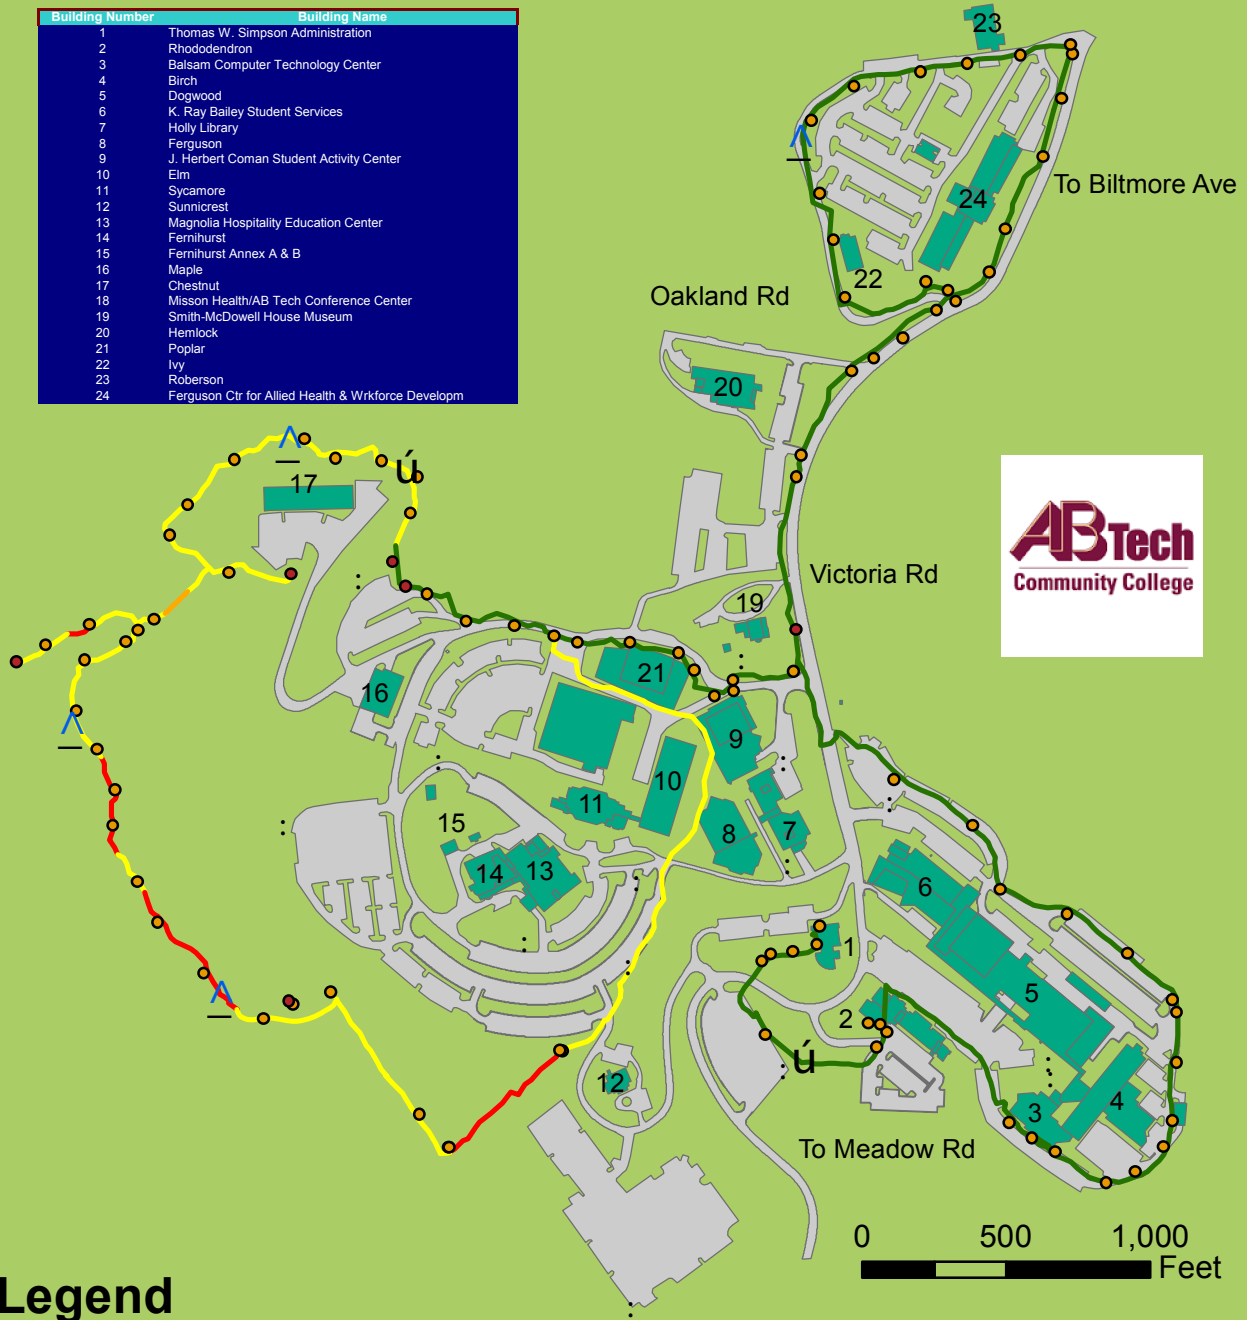 Building Number Building Name
1 Thomas W. Simpson Administration
2 Rhododendron
3 Balsam Computer Technology Center
4 Birch
5 Dogwood
6 K. Ray Bailey Student Services
7 Holly Library
8 Ferguson
9 J. Herbert Coman Student Activity Center
10 Elm
11 Sycamore
12 Sunnicrest
13 Magnolia Hospitality Education Center
14 Fernihurst
15 Fernihurst Annex A & B
16 Maple
17 Chestnut
18 Misson Health/AB Tech Conference Center
19 Smith-McDowell House Museum
20 Hemlock
21 Poplar
22 Ivy
23 Roberson
24 Ferguson Ctr for Allied Health & Wrkforce Developm
23
To Biltmore Ave
24
22
Oakland Rd
20
17
ú
AB Tech
Community College
Victoria Rd
19
21
16
9
10
11
15
8
7
14
13
6
1
5
2
ú
12
3
4
To Meadow Rd
0 500 1,000
Feet
Legend